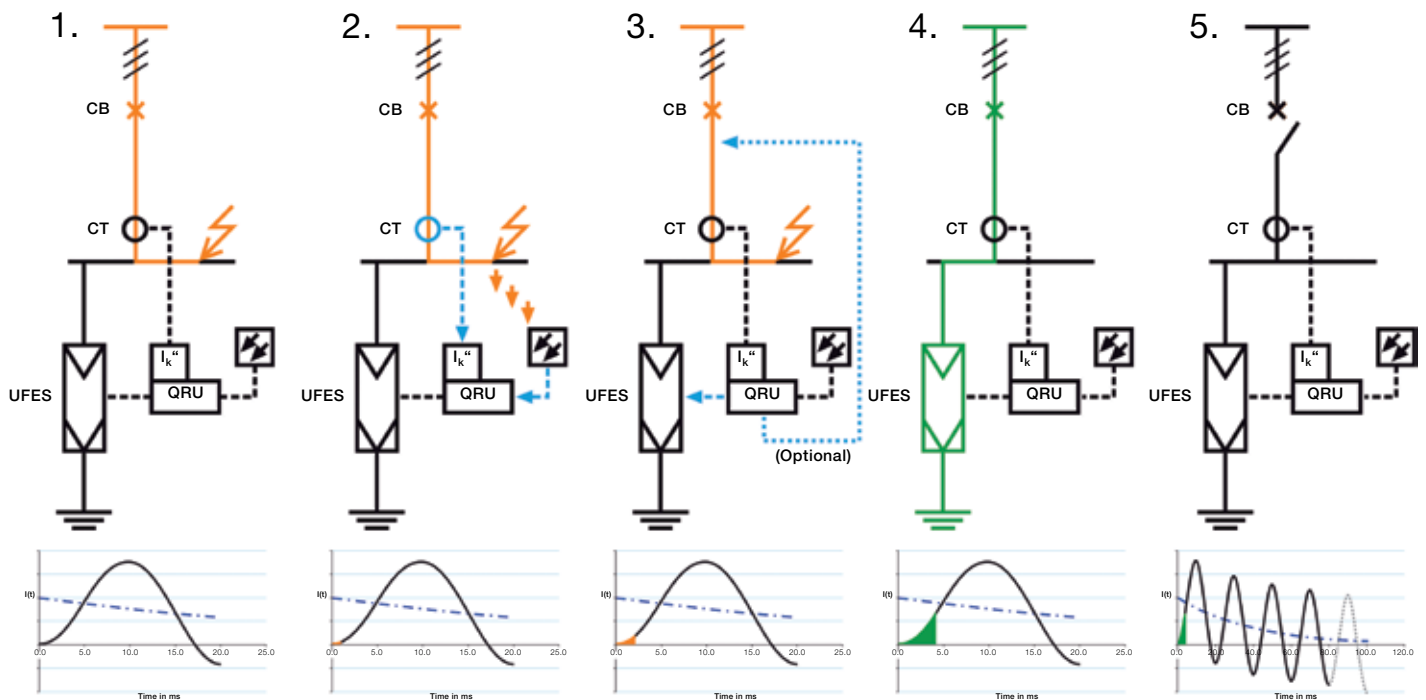 1.
CB
CT
I_k“
QRU
UFES
I(t)
0.0 5.0 10.0 15.0 20.0 25.0
Time in ms
2.
CB
CT
I_k“
QRU
UFES
I(t)
0.0 5.0 10.0 15.0 20.0 25.0
Time in ms
3.
CB
CT
I_k“
QRU
UFES
(Optional)
I(t)
0.0 5.0 10.0 15.0 20.0 25.0
Time in ms
4.
CB
CT
I_k“
QRU
UFES
I(t)
0.0 5.0 10.0 15.0 20.0 25.0
Time in ms
5.
CB
CT
I_k“
QRU
UFES
I(t)
0.0 20.0 40.0 60.0 80.0 100.0 120.0
Time in ms